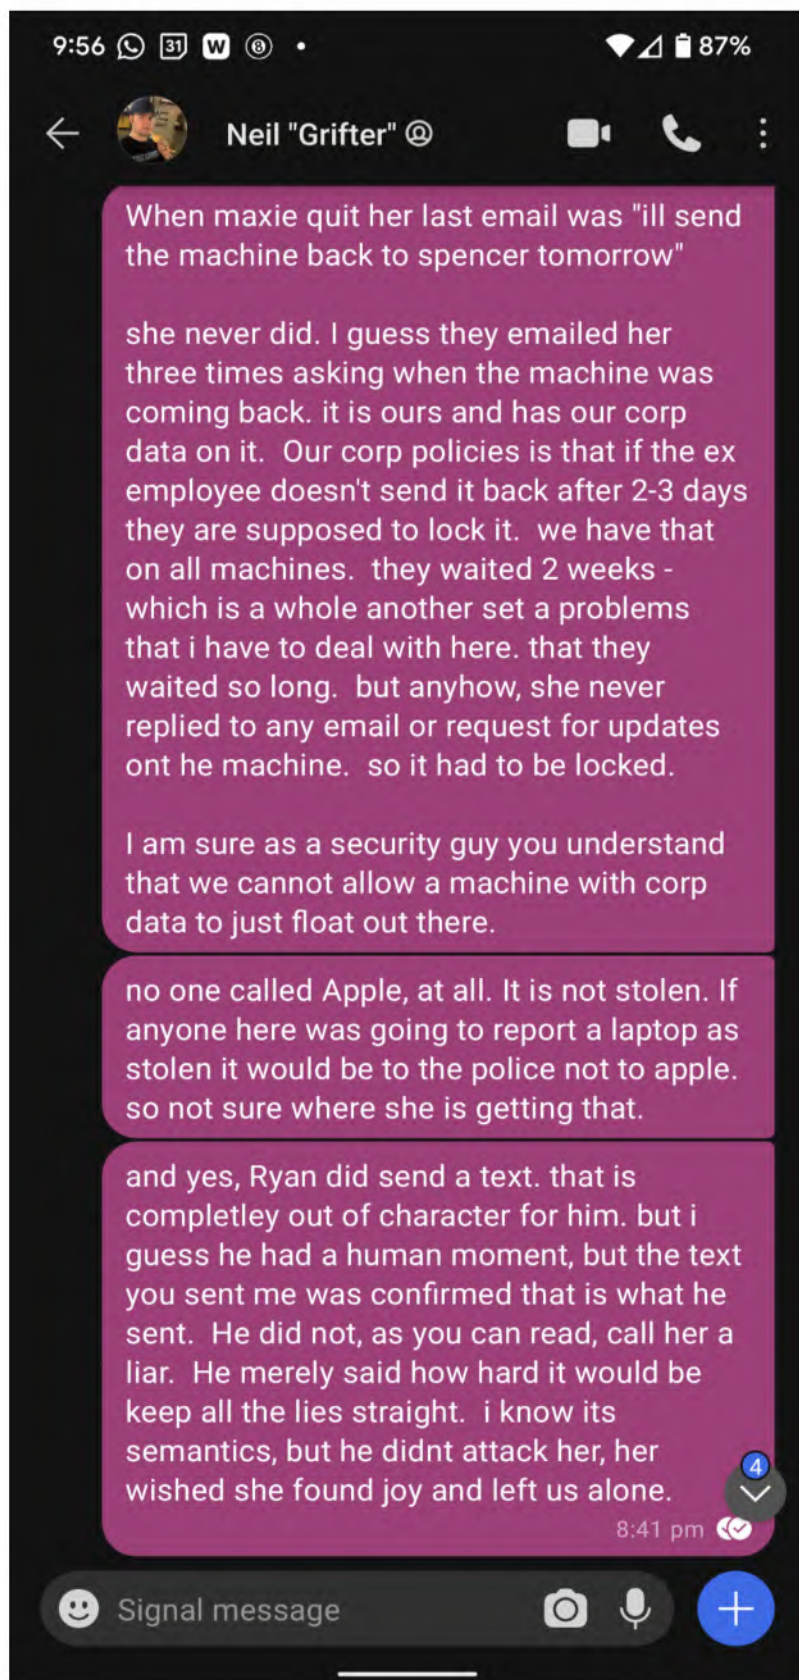 9:56 31 W 8 87%
Neil "Grifter"
When maxie quit her last email was "ill send
the machine back to spencer tomorrow"
she never did. I guess they emailed her
three times asking when the machine was
coming back. it is ours and has our corp
data on it.  Our corp policies is that if the ex
employee doesn't send it back after 2-3 days
they are supposed to lock it.  we have that
on all machines.  they waited 2 weeks -
which is a whole another set a problems
that i have to deal with here. that they
waited so long.  but anyhow, she never
replied to any email or request for updates
ont he machine.  so it had to be locked.
I am sure as a security guy you understand
that we cannot allow a machine with corp
data to just float out there.
no one called Apple, at all. It is not stolen. If
anyone here was going to report a laptop as
stolen it would be to the police not to apple.
so not sure where she is getting that.
and yes, Ryan did send a text. that is
completley out of character for him. but i
guess he had a human moment, but the text
you sent me was confirmed that is what he
sent.  He did not, as you can read, call her a
liar.  He merely said how hard it would be
keep all the lies straight.  i know its
semantics, but he didnt attack her, her
wished she found joy and left us alone.
4
8:41 pm
Signal message